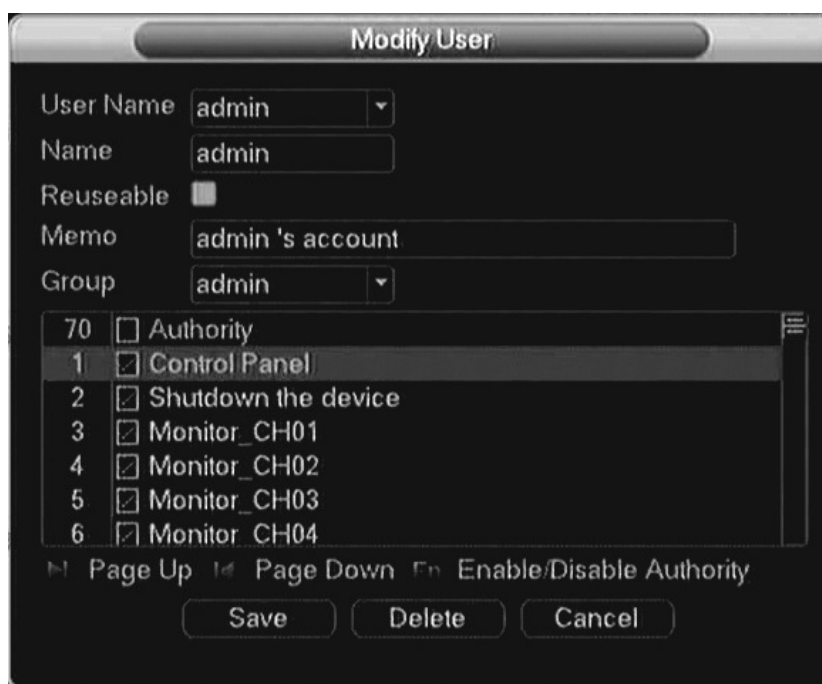 Modify User
User Name admin
Name admin
Reuseable
Memo admin 's account
Group admin
70 Authority
1 Control Panel
2 Shutdown the device
3 Monitor_CH01
4 Monitor_CH02
5 Monitor_CH03
6 Monitor_CH04
Page Up Page Down Fn Enable/Disable Authority
Save Delete Cancel